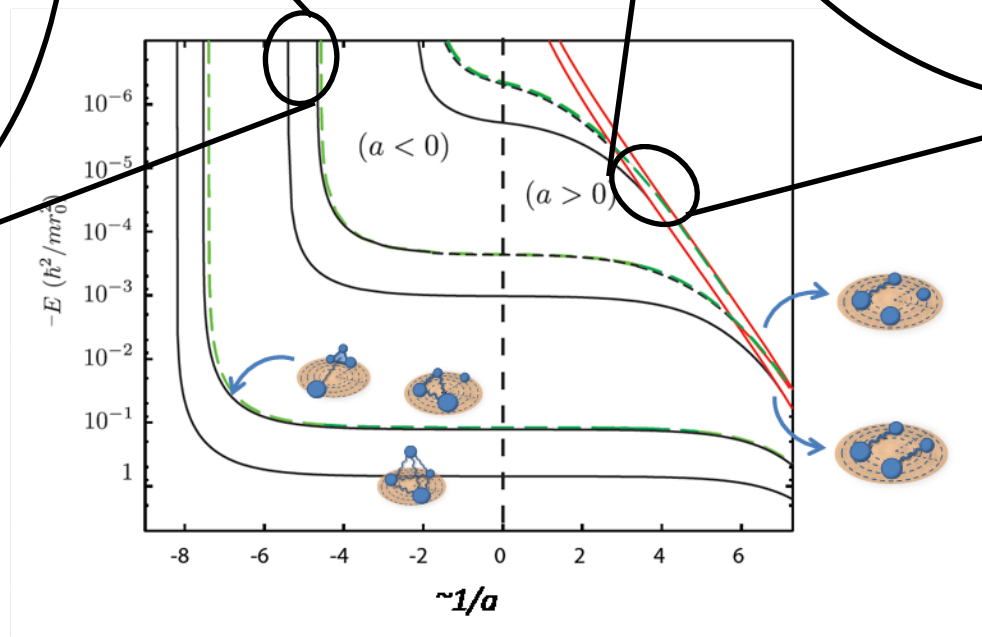 10⁻⁶
10⁻⁵
10⁻⁴
10⁻³
10⁻²
10⁻¹
1
−E (ħ²/mr₀²)
(a < 0)
(a > 0)
-8 -6 -4 -2 0 2 4 6
~1/a